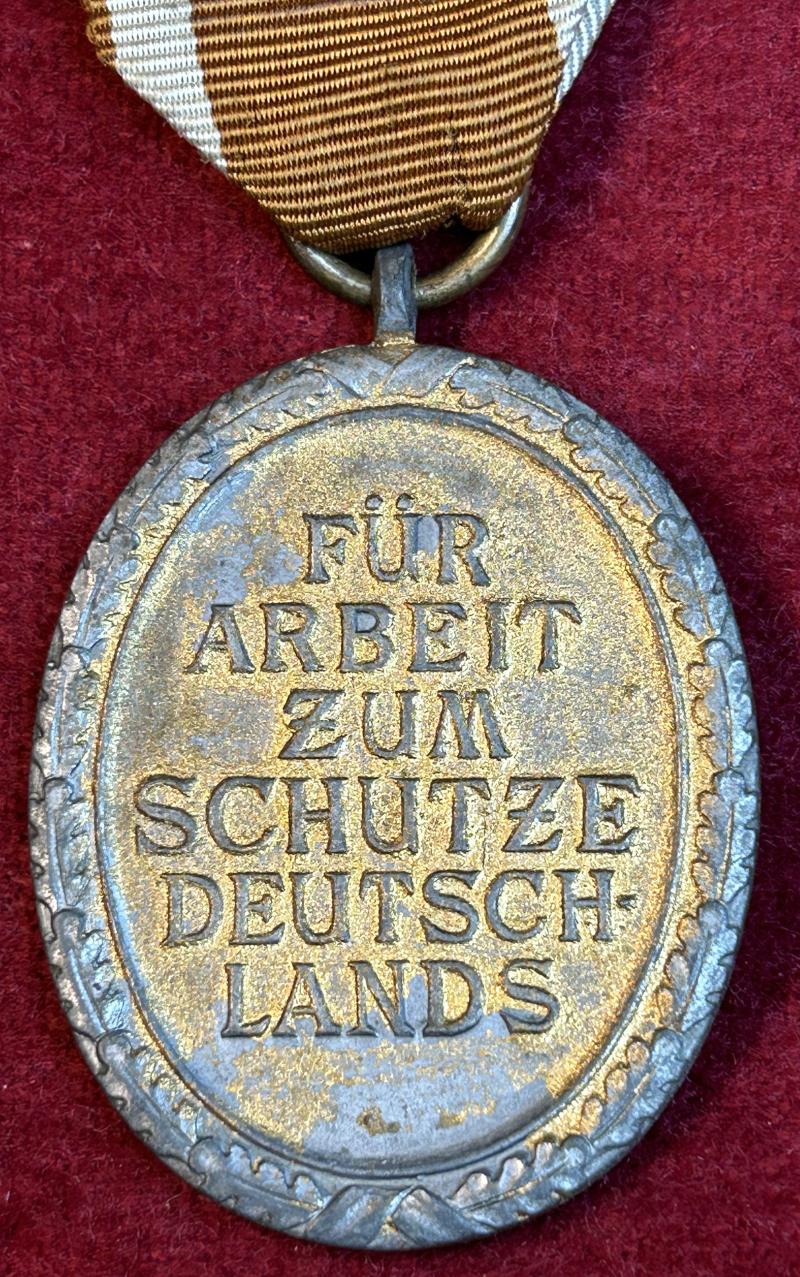 FÜR
ARBEIT
ZUM
SCHUTZE
DEUTSCH-
LANDS